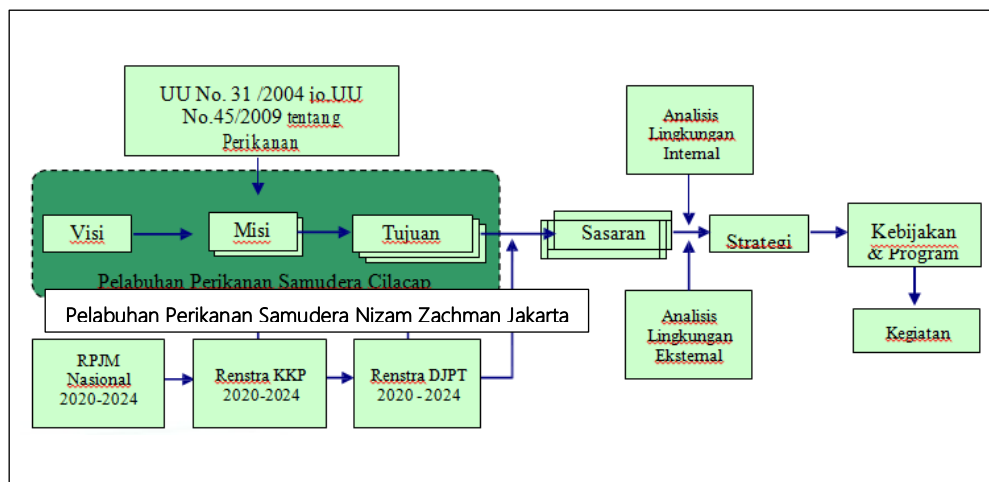 UU No. 31 /2004 jo.UU
No.45/2009 tentang
Perikanan
Analisis
Lingkungan
Internal
Visi
Misi
Tujuan
Sasaran
Strategi
Kebijakan
& Program
Pelabuhan Perikanan Samudera Cilacap
Pelabuhan Perikanan Samudera Nizam Zachman Jakarta
Analisis
Lingkungan
Eksternal
Kegiatan
RPJM
Nasional
2020-2024
Renstra KKP
2020-2024
Renstra DJPT
2020 - 2024